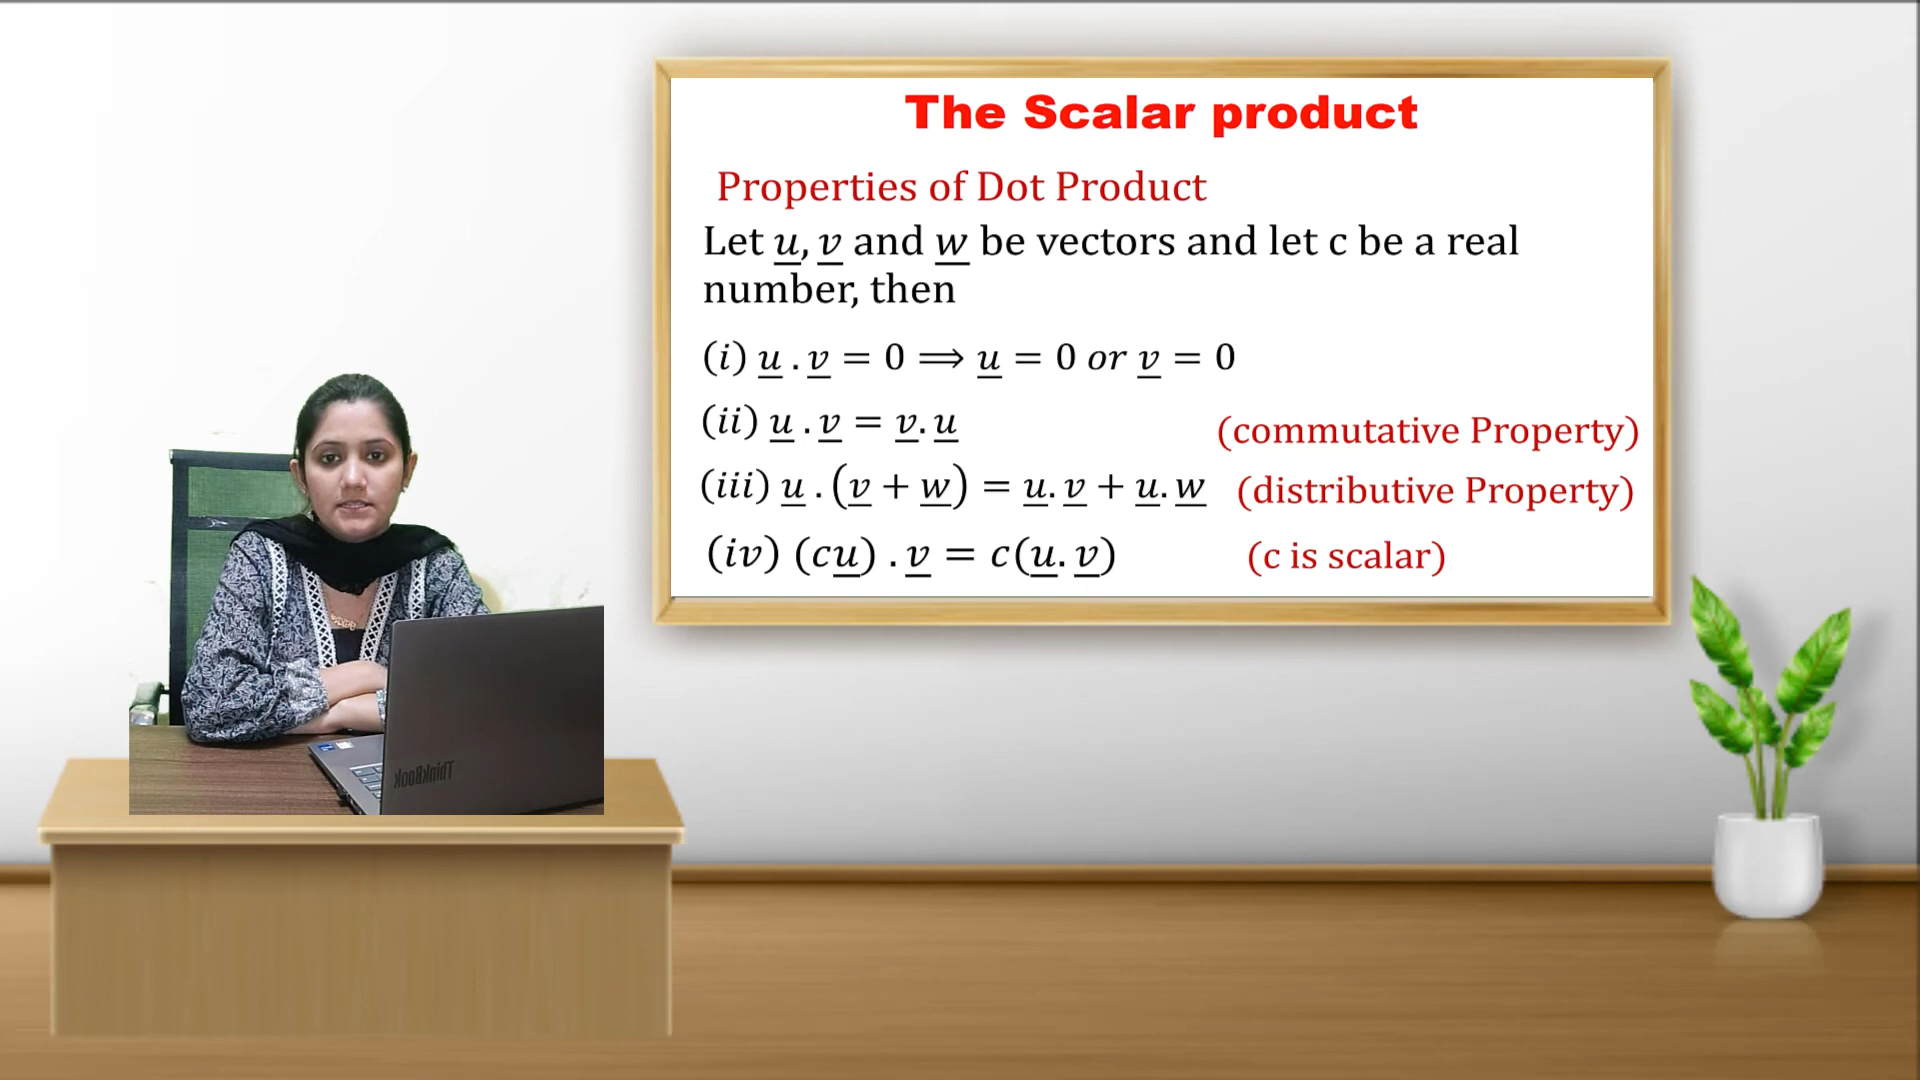 The Scalar product
Properties of Dot Product
Let u, v and w be vectors and let c be a real
number, then
(i) u . v = 0 ⟹ u = 0 or v = 0
(ii) u . v = v. u (commutative Property)
(iii) u . (v + w) = u. v + u. w (distributive Property)
(iv) (cu) . v = c(u. v) (c is scalar)
ThinkBook